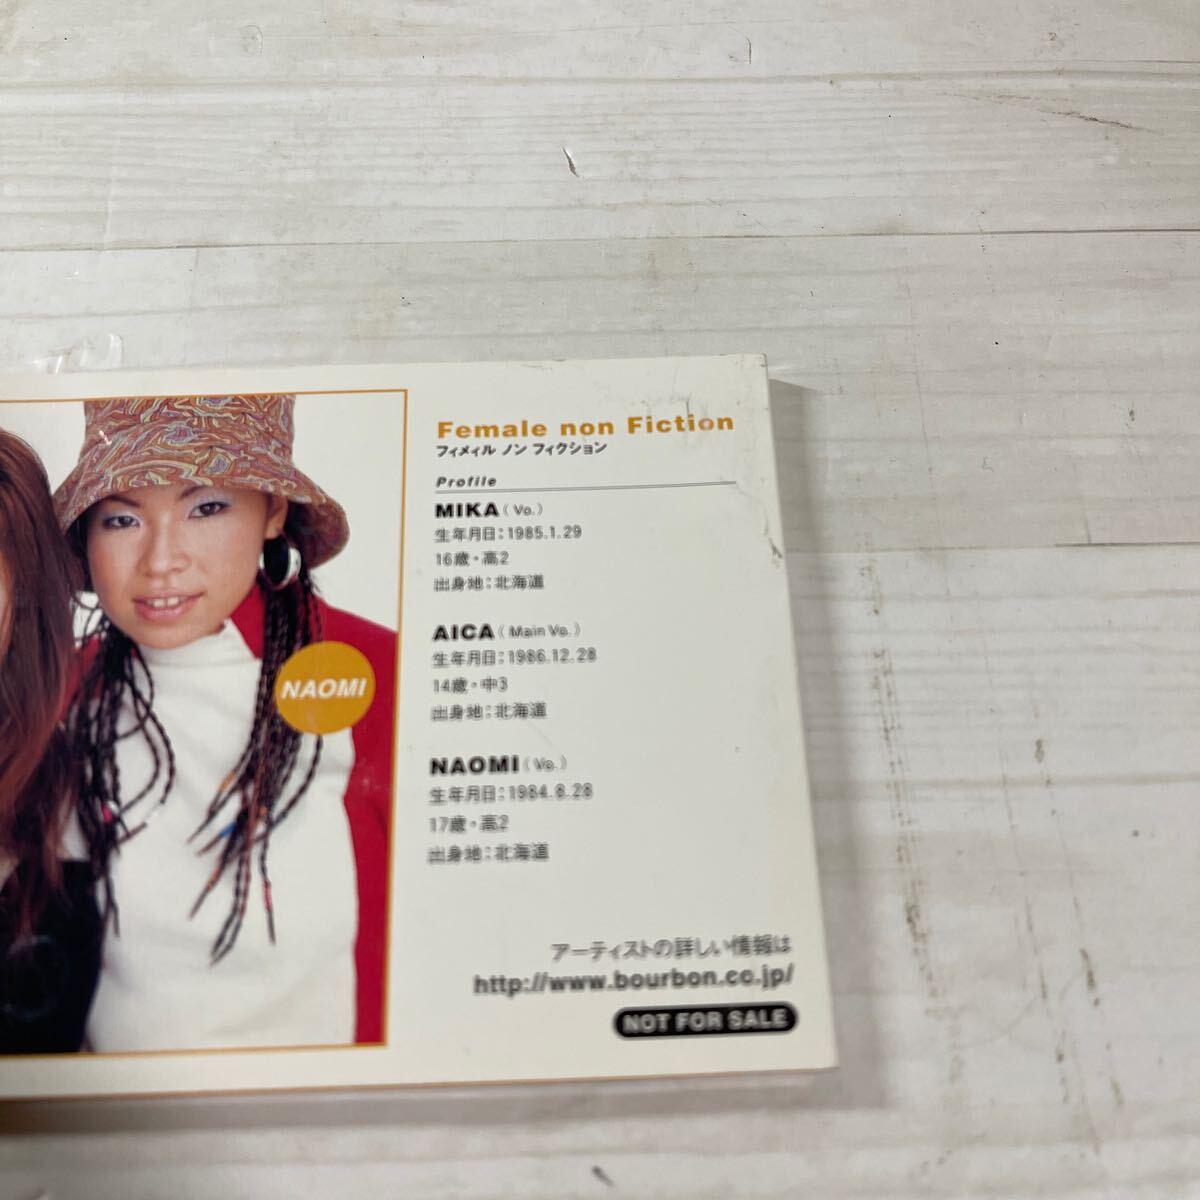 NAOMI
Female non Fiction
フィメィル ノン フィクション
Profile
MIKA(Vo.)
生年月日:1985.1.29
16歳・高2
出身地:北海道
AICA(Main Vo.)
生年月日:1986.12.28
14歳・中3
出身地:北海道
NAOMI(Vo.)
生年月日:1984.8.28
17歳・高2
出身地:北海道
アーティストの詳しい情報は
http://www.bourbon.co.jp/
NOT FOR SALE